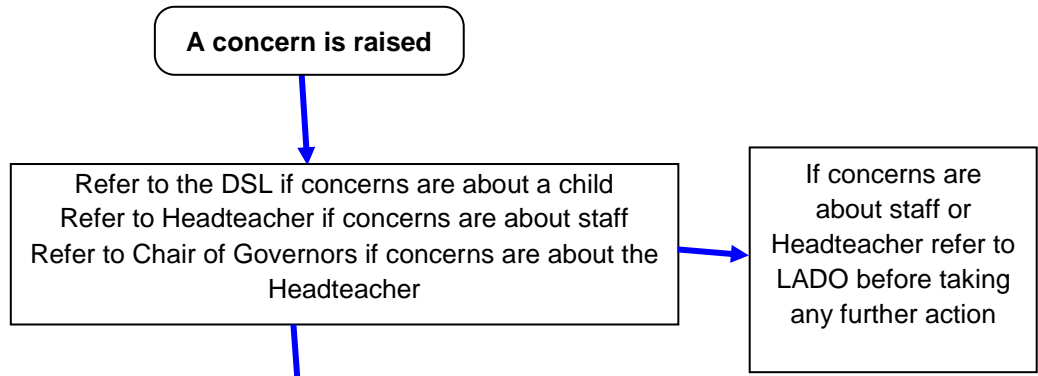 A concern is raised
Refer to the DSL if concerns are about a child
Refer to Headteacher if concerns are about staff
Refer to Chair of Governors if concerns are about the
Headteacher
If concerns are
about staff or
Headteacher refer to
LADO before taking
any further action